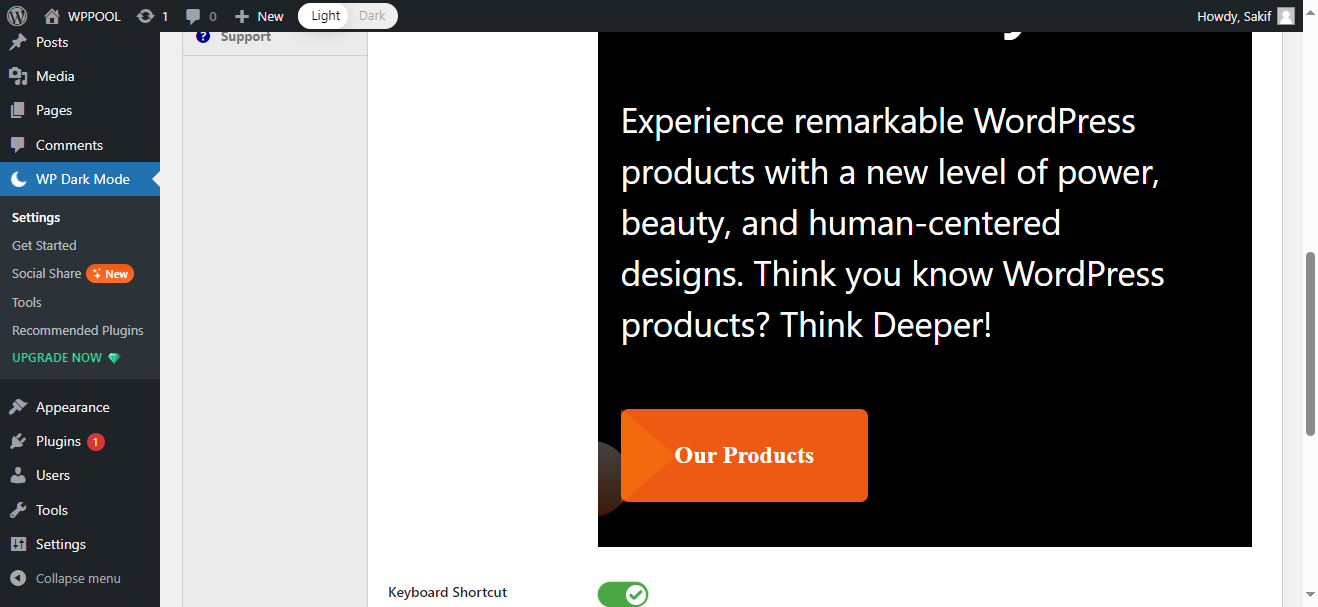 WPPOOL 1 0 New Light Dark Howdy, Sakif
Posts
Media
Pages
Comments
WP Dark Mode
Settings
Get Started
Social Share New
Tools
Recommended Plugins
UPGRADE NOW
Appearance
Plugins 1
Users
Tools
Settings
Collapse menu
Support
Experience remarkable WordPress
products with a new level of power,
beauty, and human-centered
designs. Think you know WordPress
products? Think Deeper!
Our Products
Keyboard Shortcut